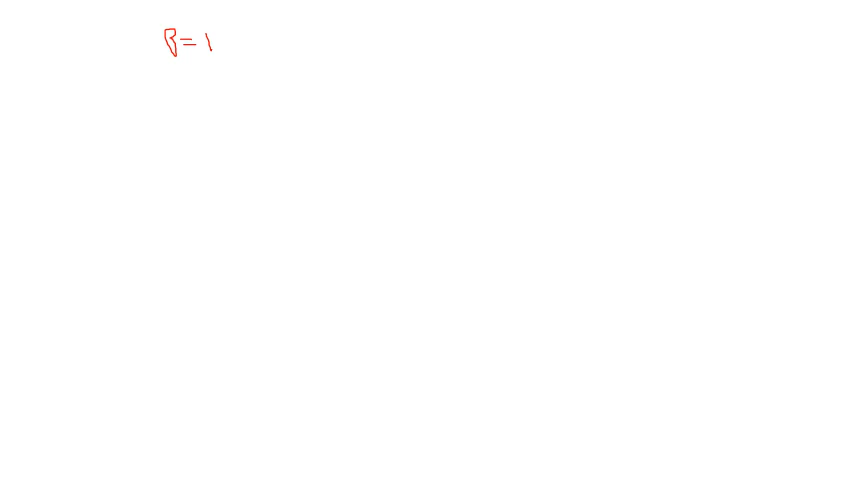 β = 1